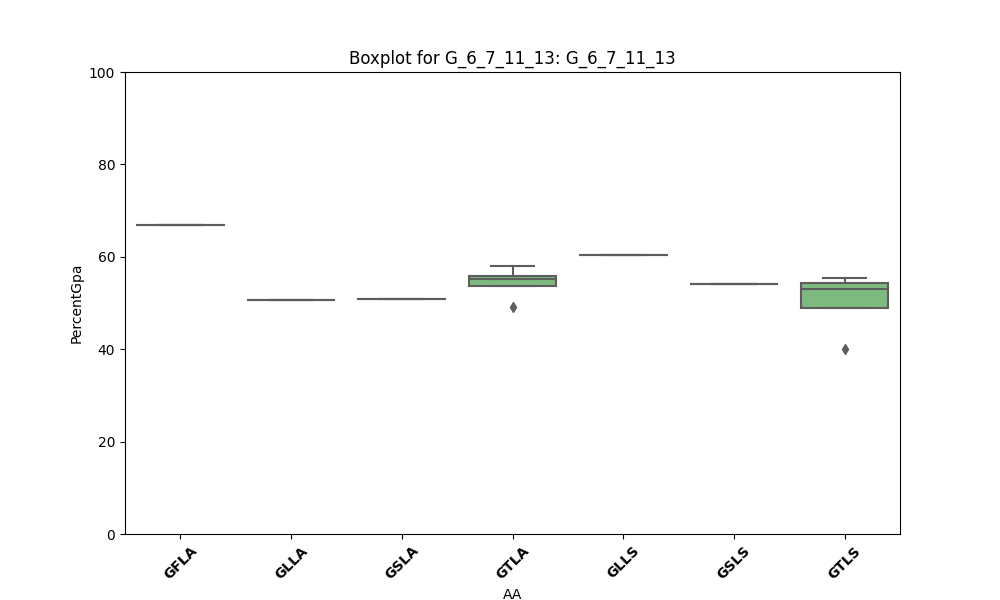 Boxplot for G_6_7_11_13: G_6_7_11_13
100
80
60
40
20
0
PercentGpa
GFLA
GLLA
GSLA
GTLA
GLLS
GSLS
GTLS
AA